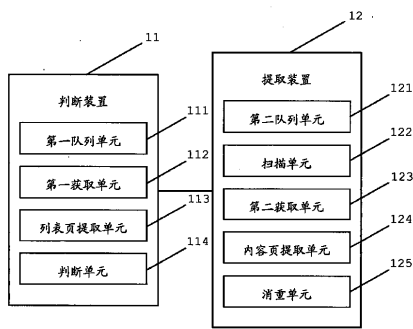 11
判断装置
第一队列单元
111
第一获取单元
112
列表页提取单元
113
判断单元
114
12
提取装置
第二队列单元
121
扫描单元
122
第二获取单元
123
内容页提取单元
124
消重单元
125